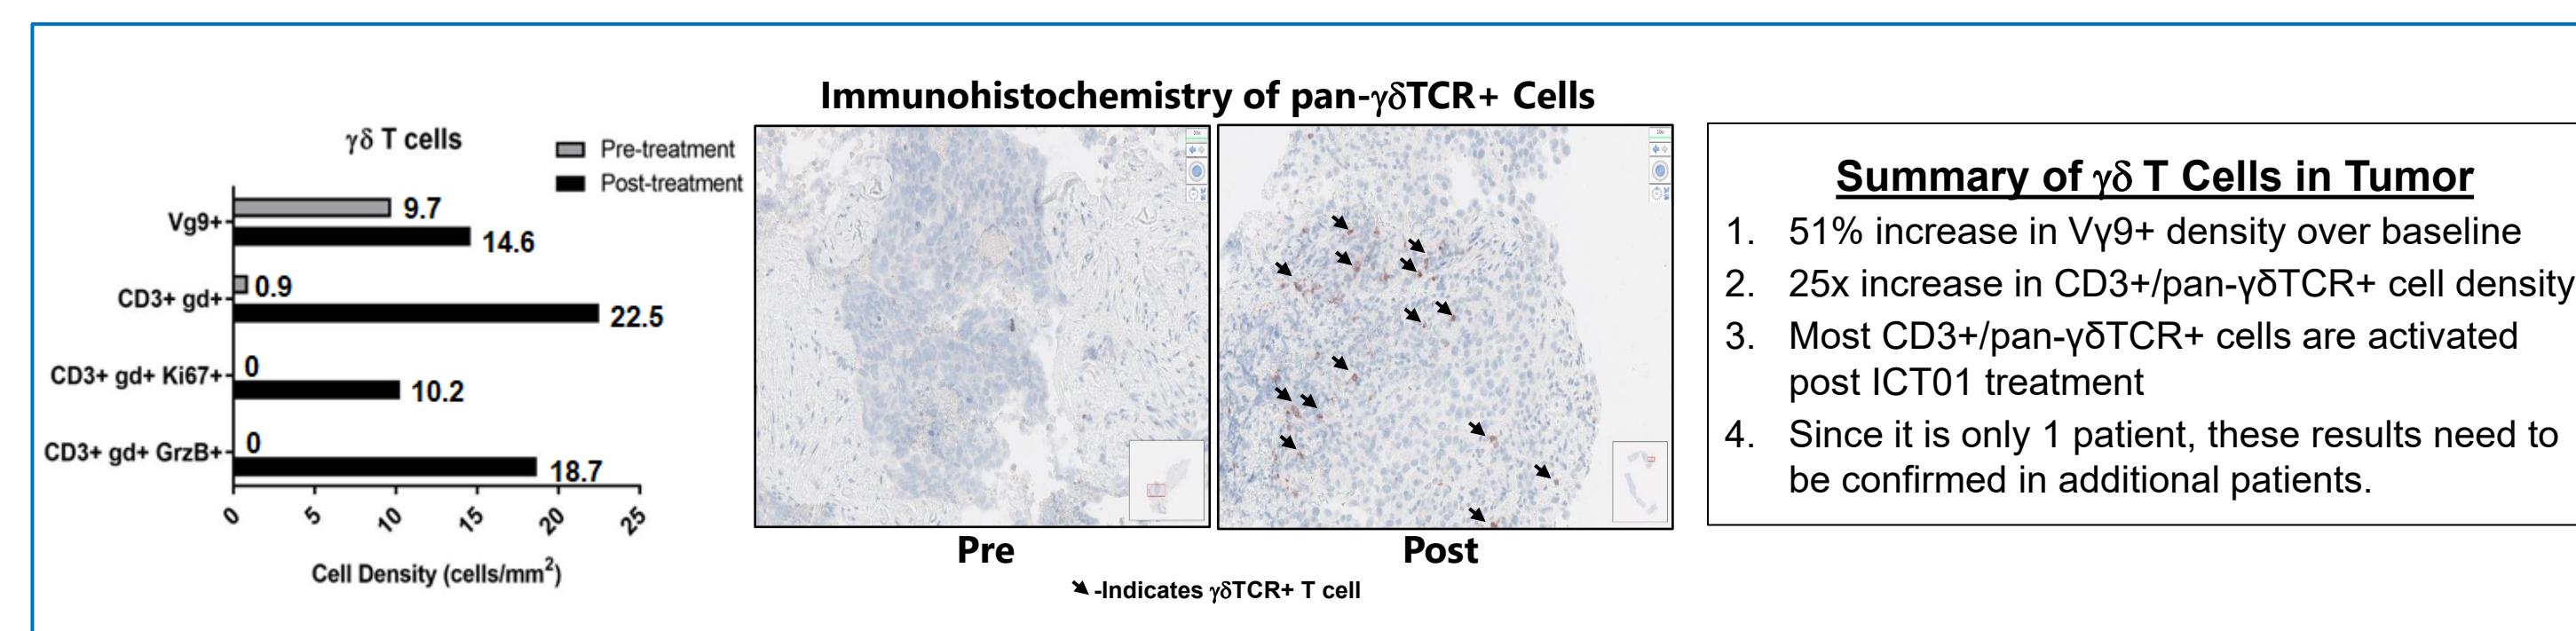 Immunohistochemistry of pan-γδTCR+ Cells
γδ T cells
Pre-treatment
Post-treatment
Vg9+
9.7
14.6
CD3+ gd+
0.9
22.5
CD3+ gd+ Ki67+
0
10.2
CD3+ gd+ GrzB+
0
18.7
0
5
10
15
20
25
Cell Density (cells/mm²)
Pre
Post
-Indicates γδTCR+ T cell
Summary of γδ T Cells in Tumor
1. 51% increase in Vγ9+ density over baseline
2. 25x increase in CD3+/pan-γδTCR+ cell density
3. Most CD3+/pan-γδTCR+ cells are activated
post ICT01 treatment
4. Since it is only 1 patient, these results need to
be confirmed in additional patients.